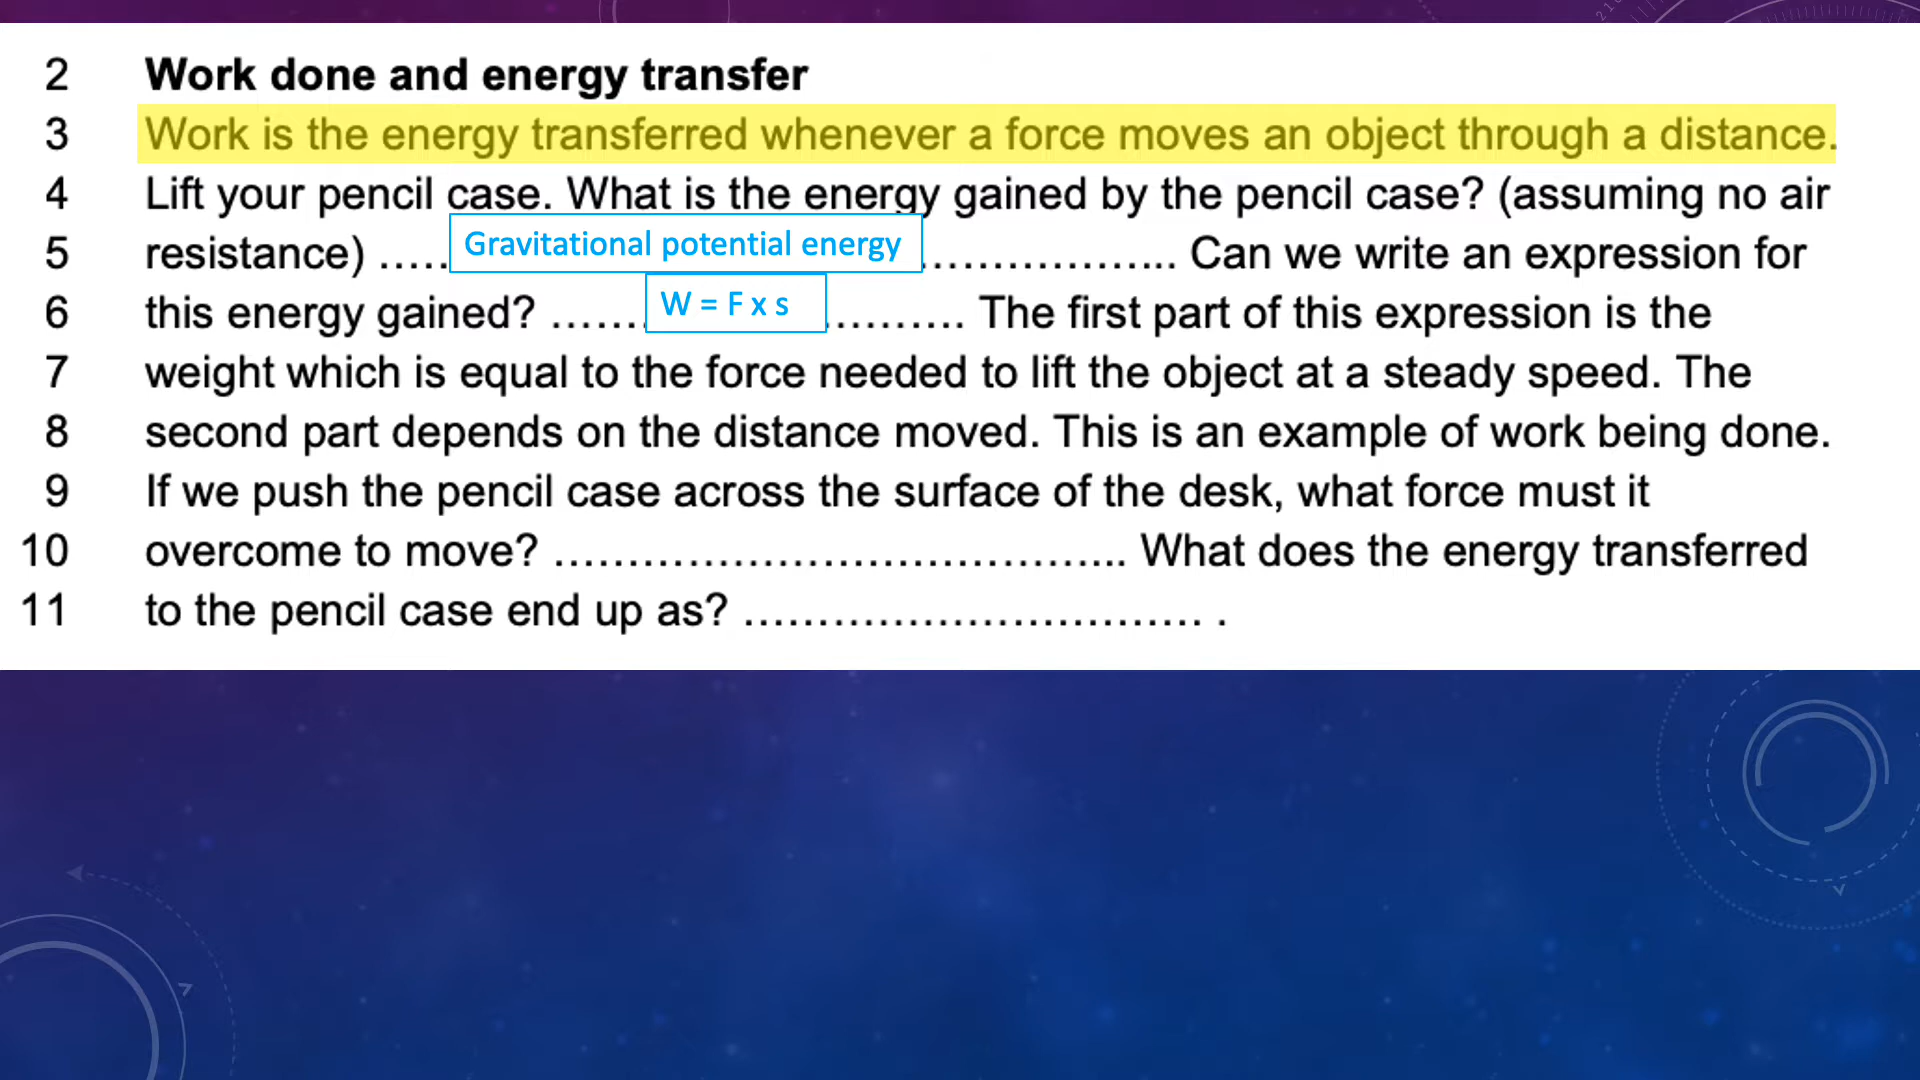 2 Work done and energy transfer
3 Work is the energy transferred whenever a force moves an object through a distance.
4 Lift your pencil case. What is the energy gained by the pencil case? (assuming no air
5 resistance) ..... Gravitational potential energy ................... Can we write an expression for
6 this energy gained? ...... W = F x s .......... The first part of this expression is the
7 weight which is equal to the force needed to lift the object at a steady speed. The
8 second part depends on the distance moved. This is an example of work being done.
9 If we push the pencil case across the surface of the desk, what force must it
10 overcome to move? ....................................... What does the energy transferred
11 to the pencil case end up as? ............................... .